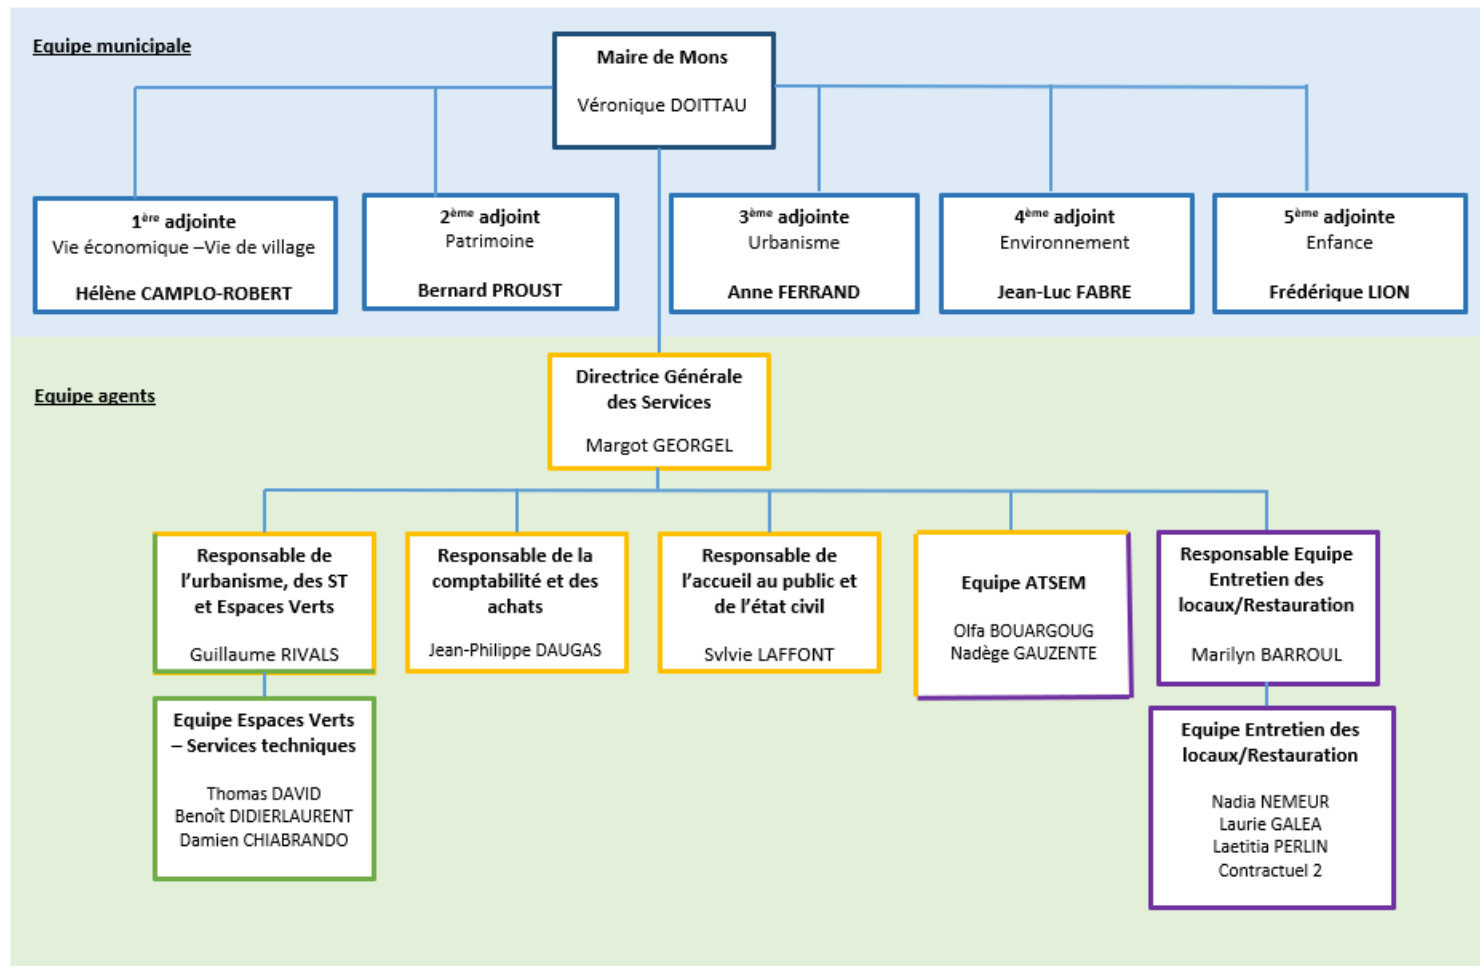 Equipe municipale
Maire de Mons
Véronique DOITTAU
1ère adjointe
Vie économique –Vie de village
Hélène CAMPLO-ROBERT
2ème adjoint
Patrimoine
Bernard PROUST
3ème adjointe
Urbanisme
Anne FERRAND
4ème adjoint
Environnement
Jean-Luc FABRE
5ème adjointe
Enfance
Frédérique LION
Equipe agents
Directrice Générale
des Services
Margot GEORGEL
Responsable de
l’urbanisme, des ST
et Espaces Verts
Guillaume RIVALS
Responsable de la
comptabilité et des
achats
Jean-Philippe DAUGAS
Responsable de
l’accueil au public et
de l’état civil
Sylvie LAFFONT
Equipe ATSEM
Olfa BOUARGOUG
Nadège GAUZENTE
Responsable Equipe
Entretien des
locaux/Restauration
Marilyn BARROUL
Equipe Espaces Verts
– Services techniques
Thomas DAVID
Benoît DIDIERLAURENT
Damien CHIABRANDO
Equipe Entretien des
locaux/Restauration
Nadia NEMEUR
Laurie GALEA
Laetitia PERLIN
Contractuel 2